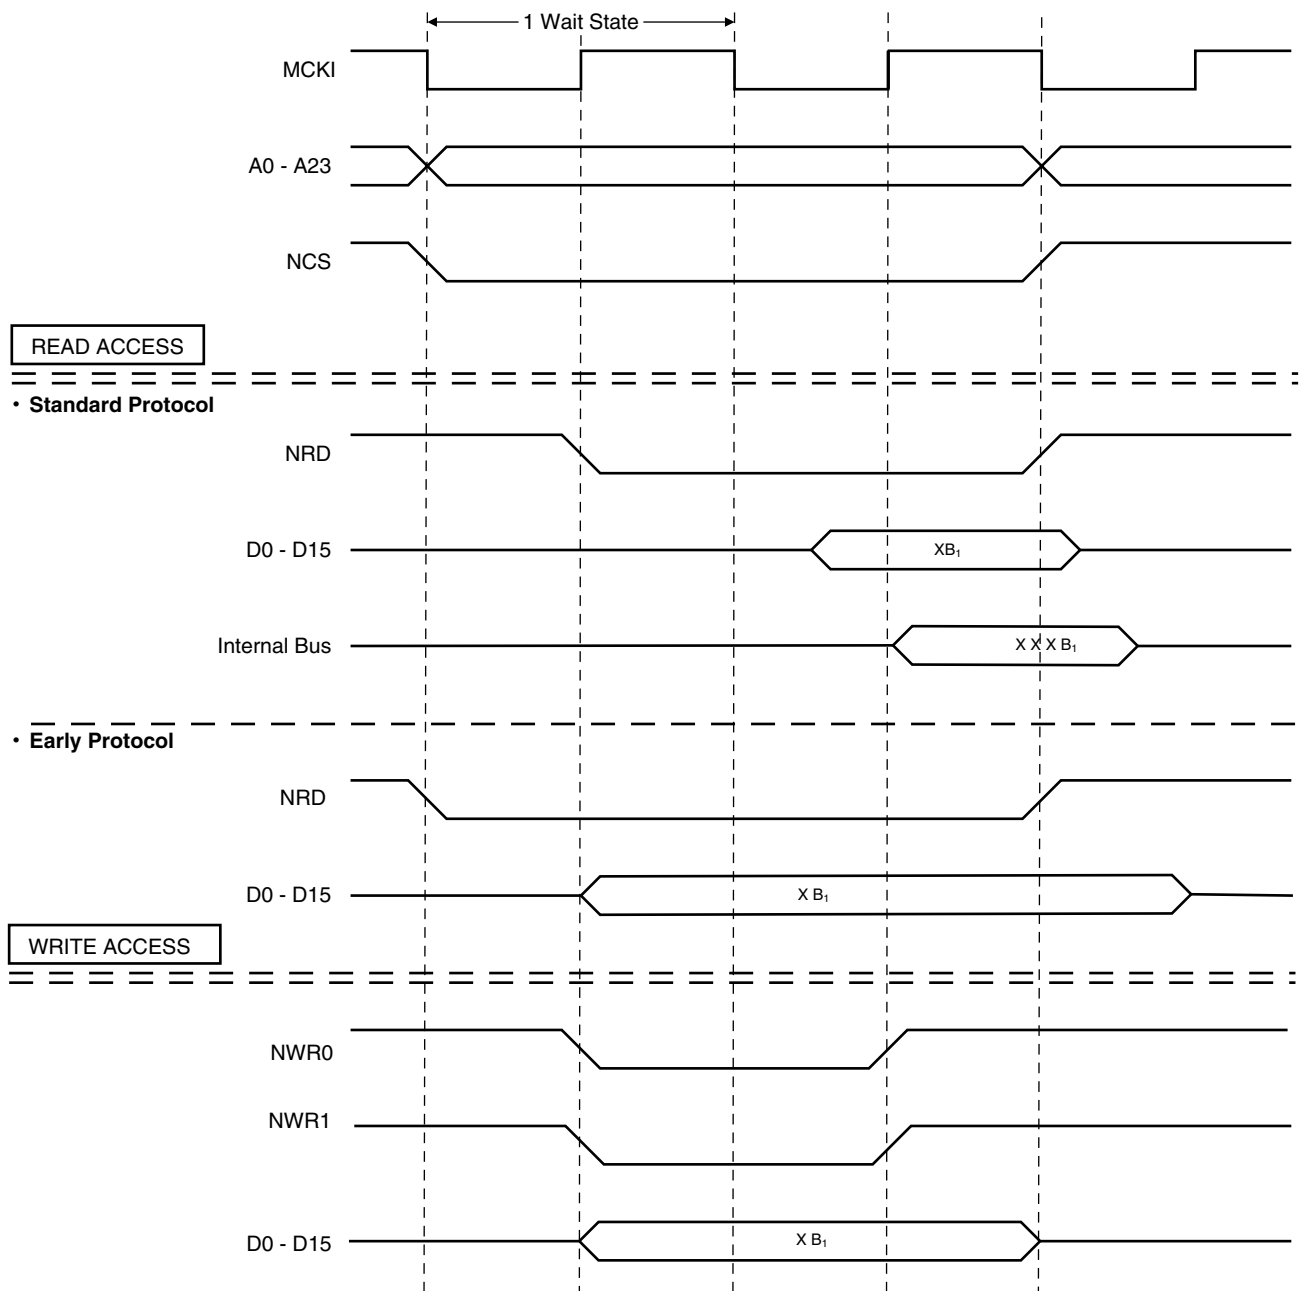 1 Wait State
MCKI
A0 - A23
NCS
READ ACCESS
• Standard Protocol
NRD
D0 - D15
XB₁
Internal Bus
X X X B₁
• Early Protocol
NRD
D0 - D15
X B₁
WRITE ACCESS
NWR0
NWR1
D0 - D15
X B₁